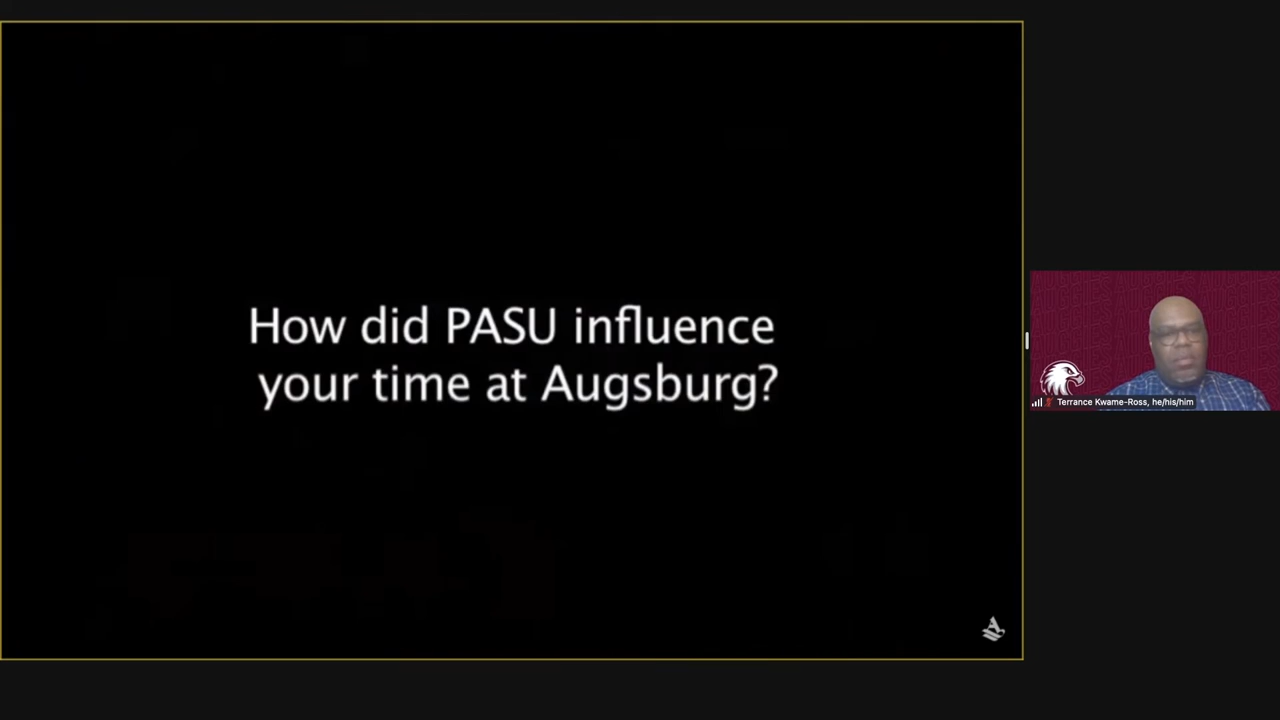 How did PASU influence
your time at Augsburg?
Terrance Kwame-Ross, he/his/him